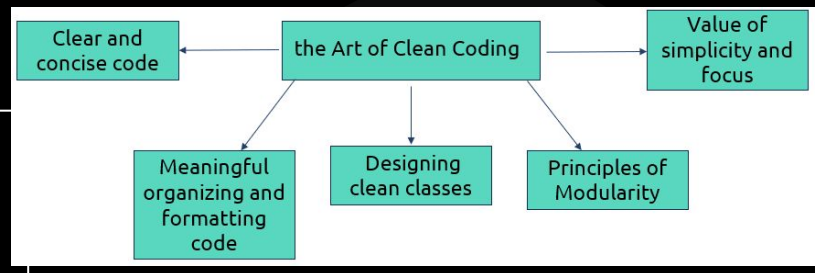 Clear and
concise code
the Art of Clean Coding
Value of
simplicity and
focus
Meaningful
organizing and
formatting
code
Designing
clean classes
Principles of
Modularity